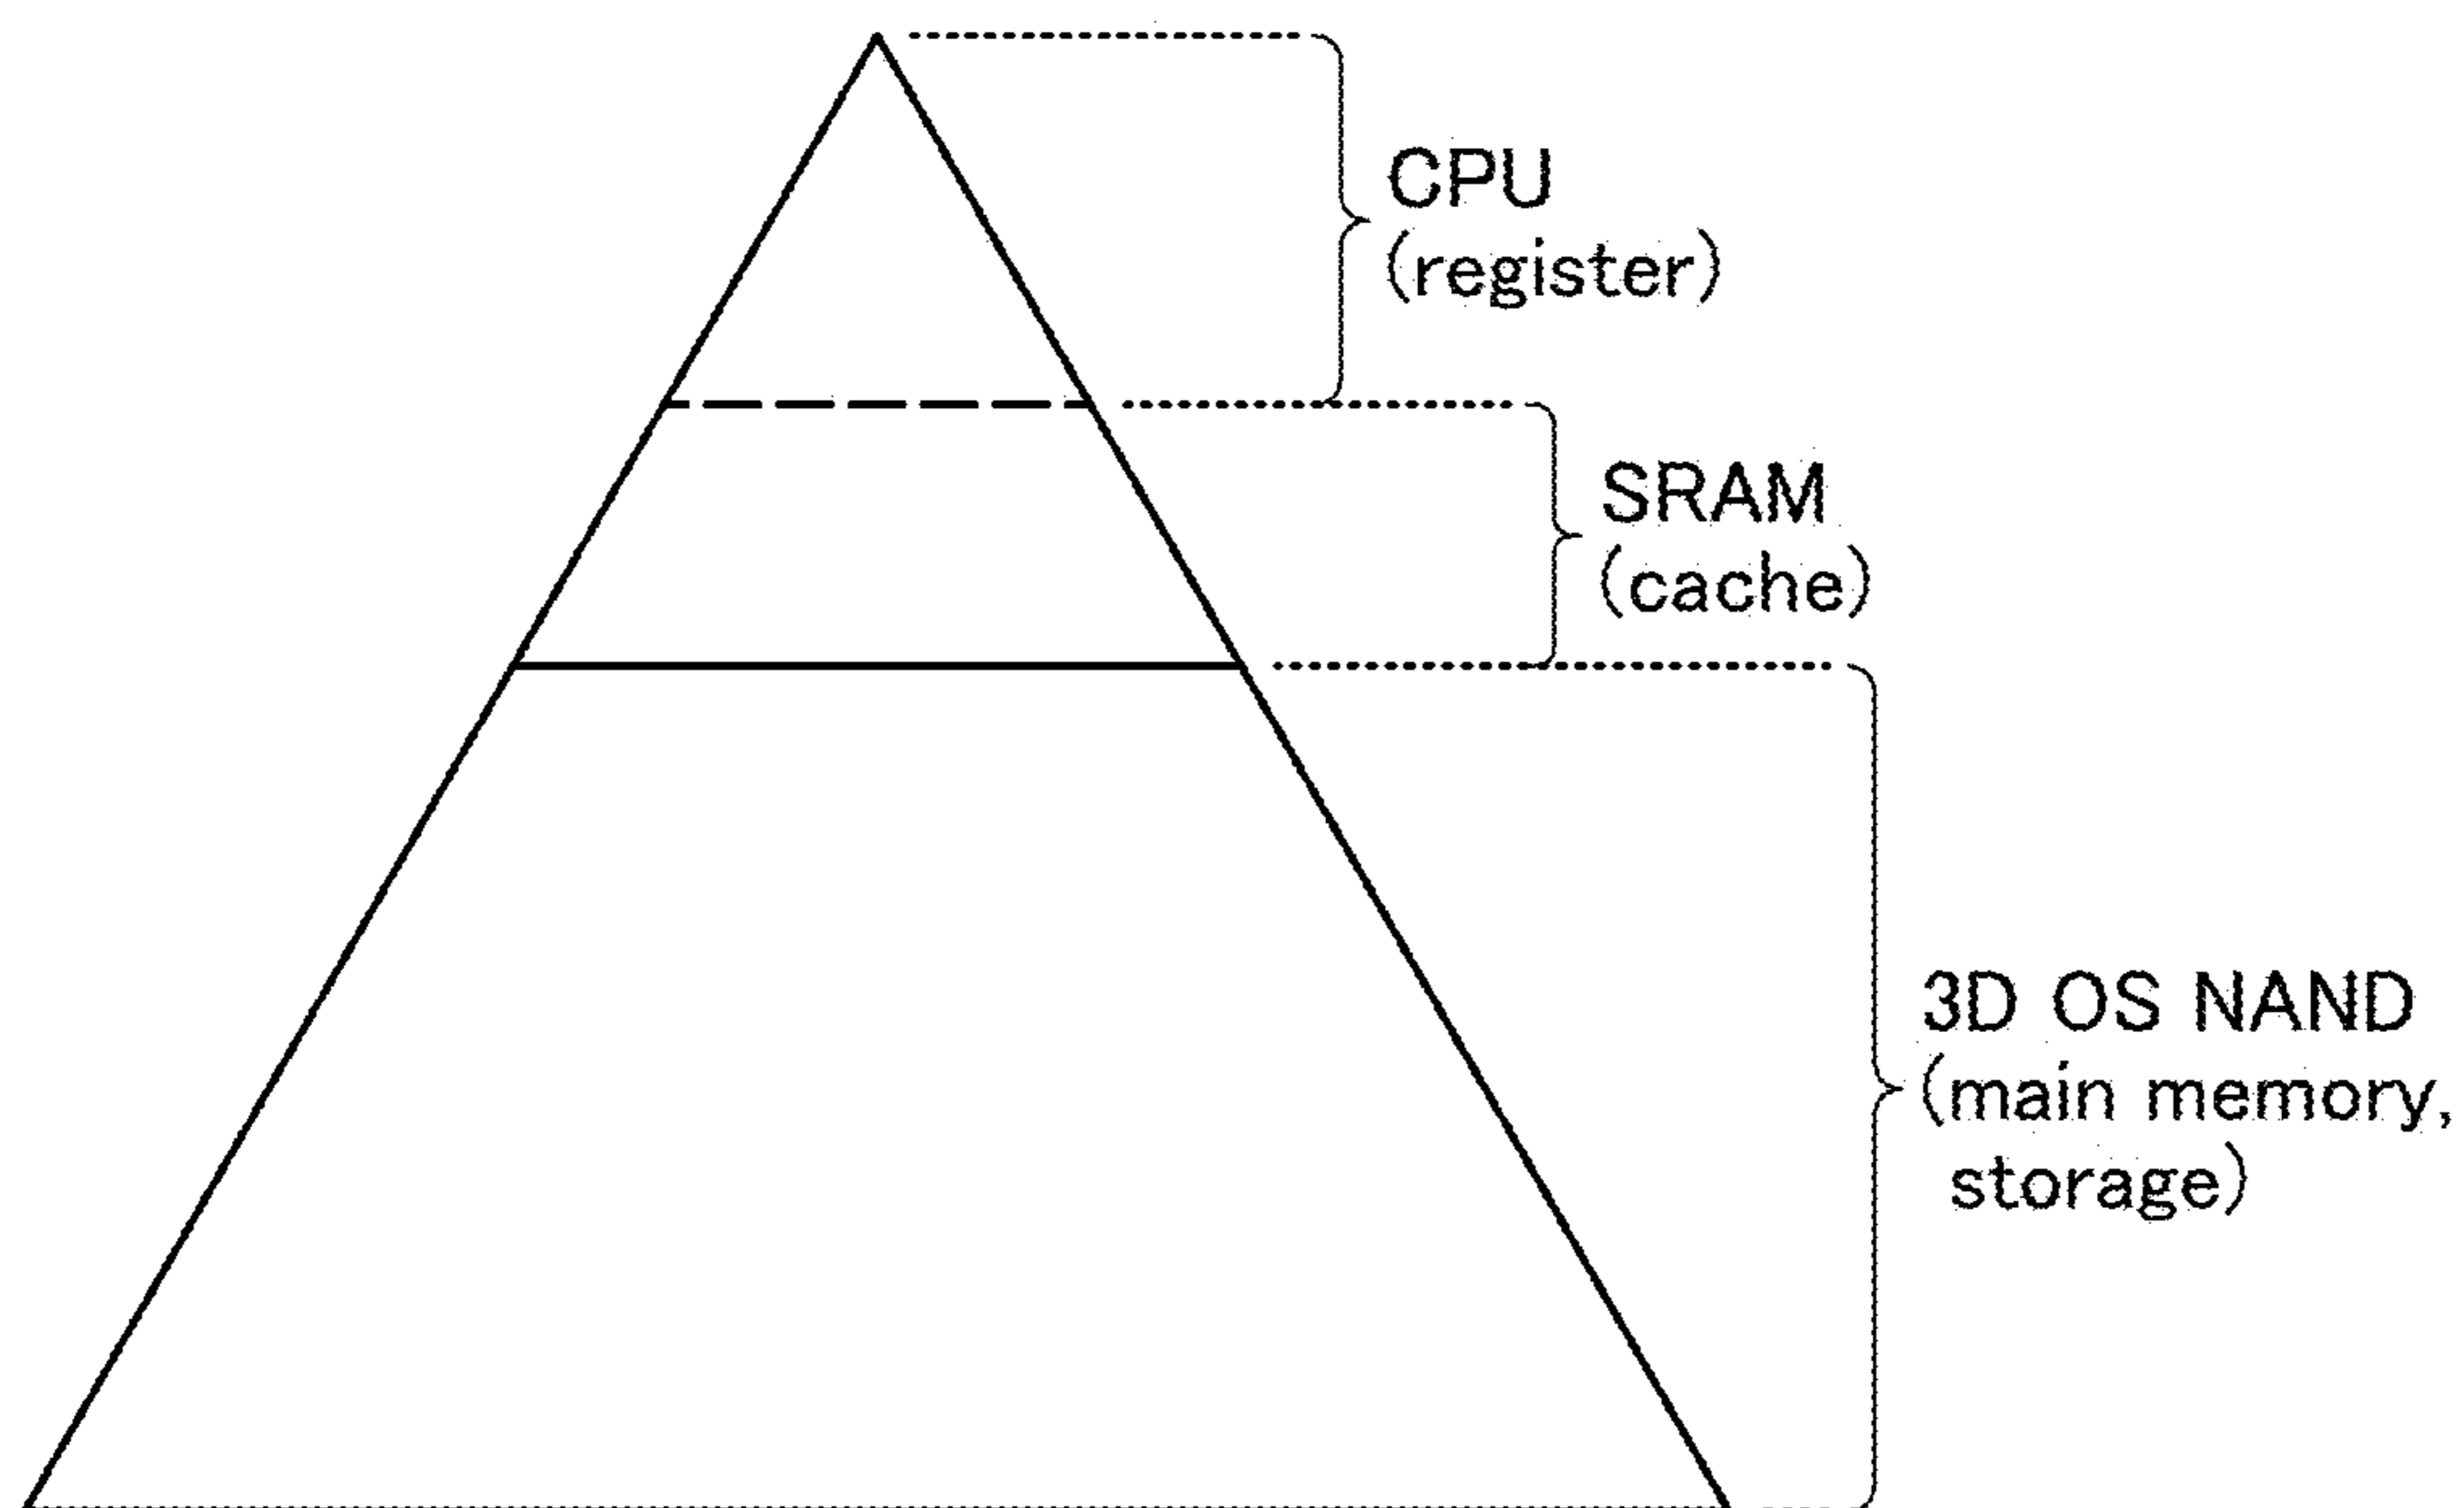 CPU
(register)
SRAM
(cache)
3D OS NAND
(main memory,
storage)